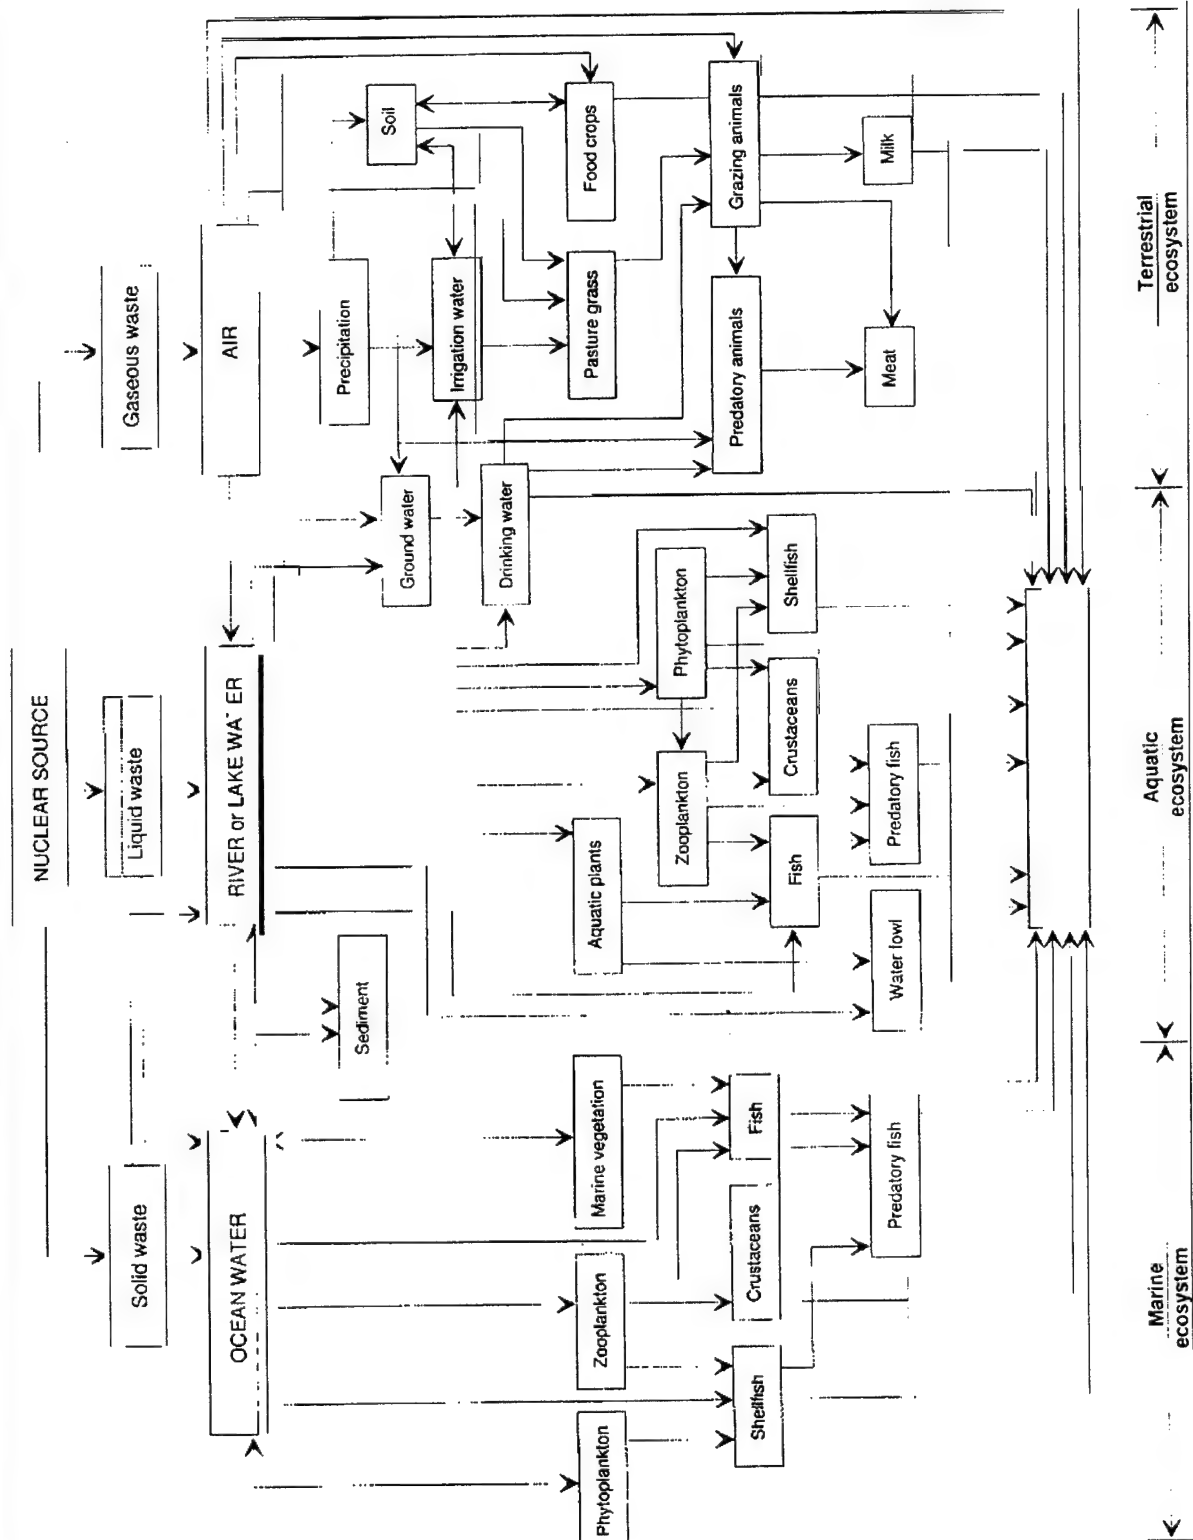 NUCLEAR SOURCE
Solid waste
Liquid waste
Gaseous waste
OCEAN WATER
RIVER or LAKE WA ER
AIR
Sediment
Precipitation
Soil
Ground water
Irrigation water
Drinking water
Phytoplankton
Zooplankton
Marine vegetation
Aquatic plants
Pasture grass
Food crops
Zooplankton
Phytoplankton
Shellfish
Crustaceans
Fish
Fish
Crustaceans
Shellfish
Predatory animals
Grazing animals
Predatory fish
Water fowl
Predatory fish
Meat
Milk
Marine
ecosystem
Aquatic
ecosystem
Terrestrial
ecosystem